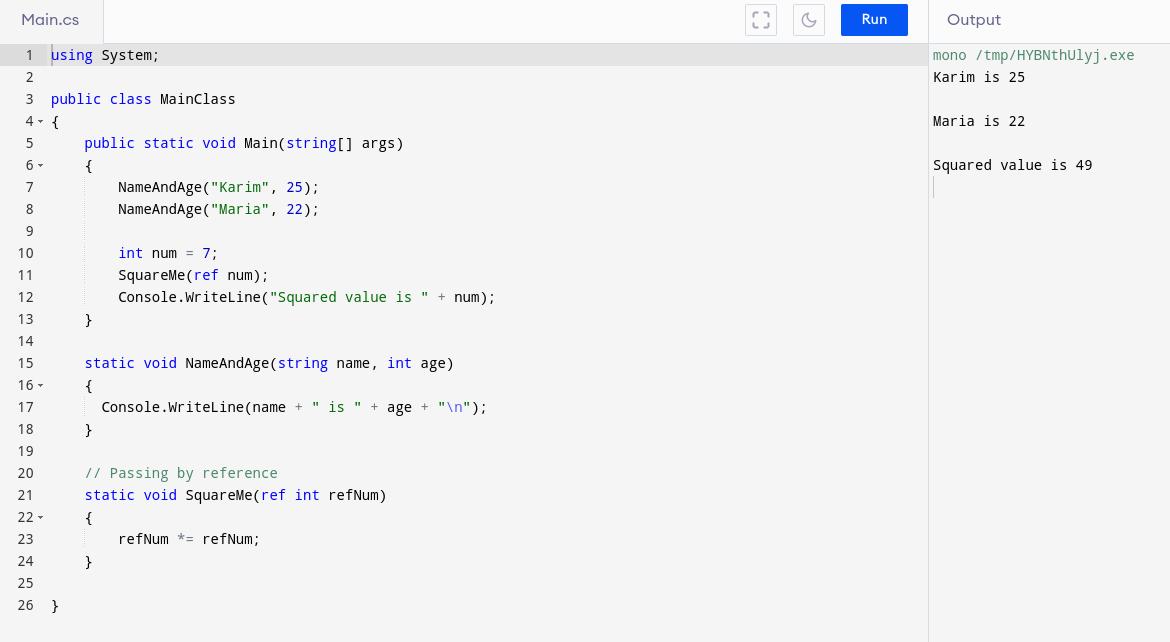 Main.cs
Run
Output
1 using System;
2
3 public class MainClass
4 {
5     public static void Main(string[] args)
6     {
7         NameAndAge("Karim", 25);
8         NameAndAge("Maria", 22);
9
10         int num = 7;
11         SquareMe(ref num);
12         Console.WriteLine("Squared value is " + num);
13     }
14
15     static void NameAndAge(string name, int age)
16     {
17       Console.WriteLine(name + " is " + age + "\n");
18     }
19
20     // Passing by reference
21     static void SquareMe(ref int refNum)
22     {
23         refNum *= refNum;
24     }
25
26 }
mono /tmp/HYBNthUlyj.exe
Karim is 25
Maria is 22
Squared value is 49